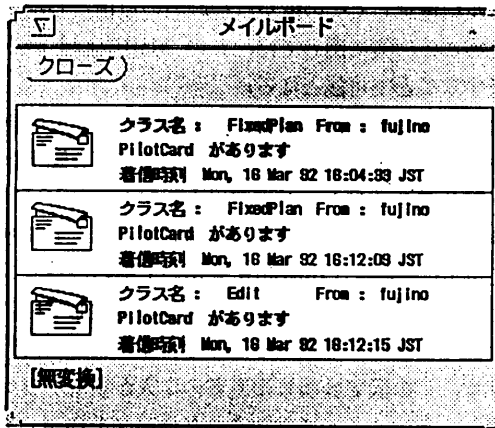 メイルボード
クローズ
クラス名： FixedPlan From : fujino
PilotCard があります
着信時刻 Mon, 16 Mar 92 16:04:33 JST
クラス名： FixedPlan From : fujino
PilotCard があります
着信時刻 Mon, 16 Mar 92 16:12:09 JST
クラス名： Edit From : fujino
PilotCard があります
着信時刻 Mon, 16 Mar 92 16:12:15 JST
[無変換]